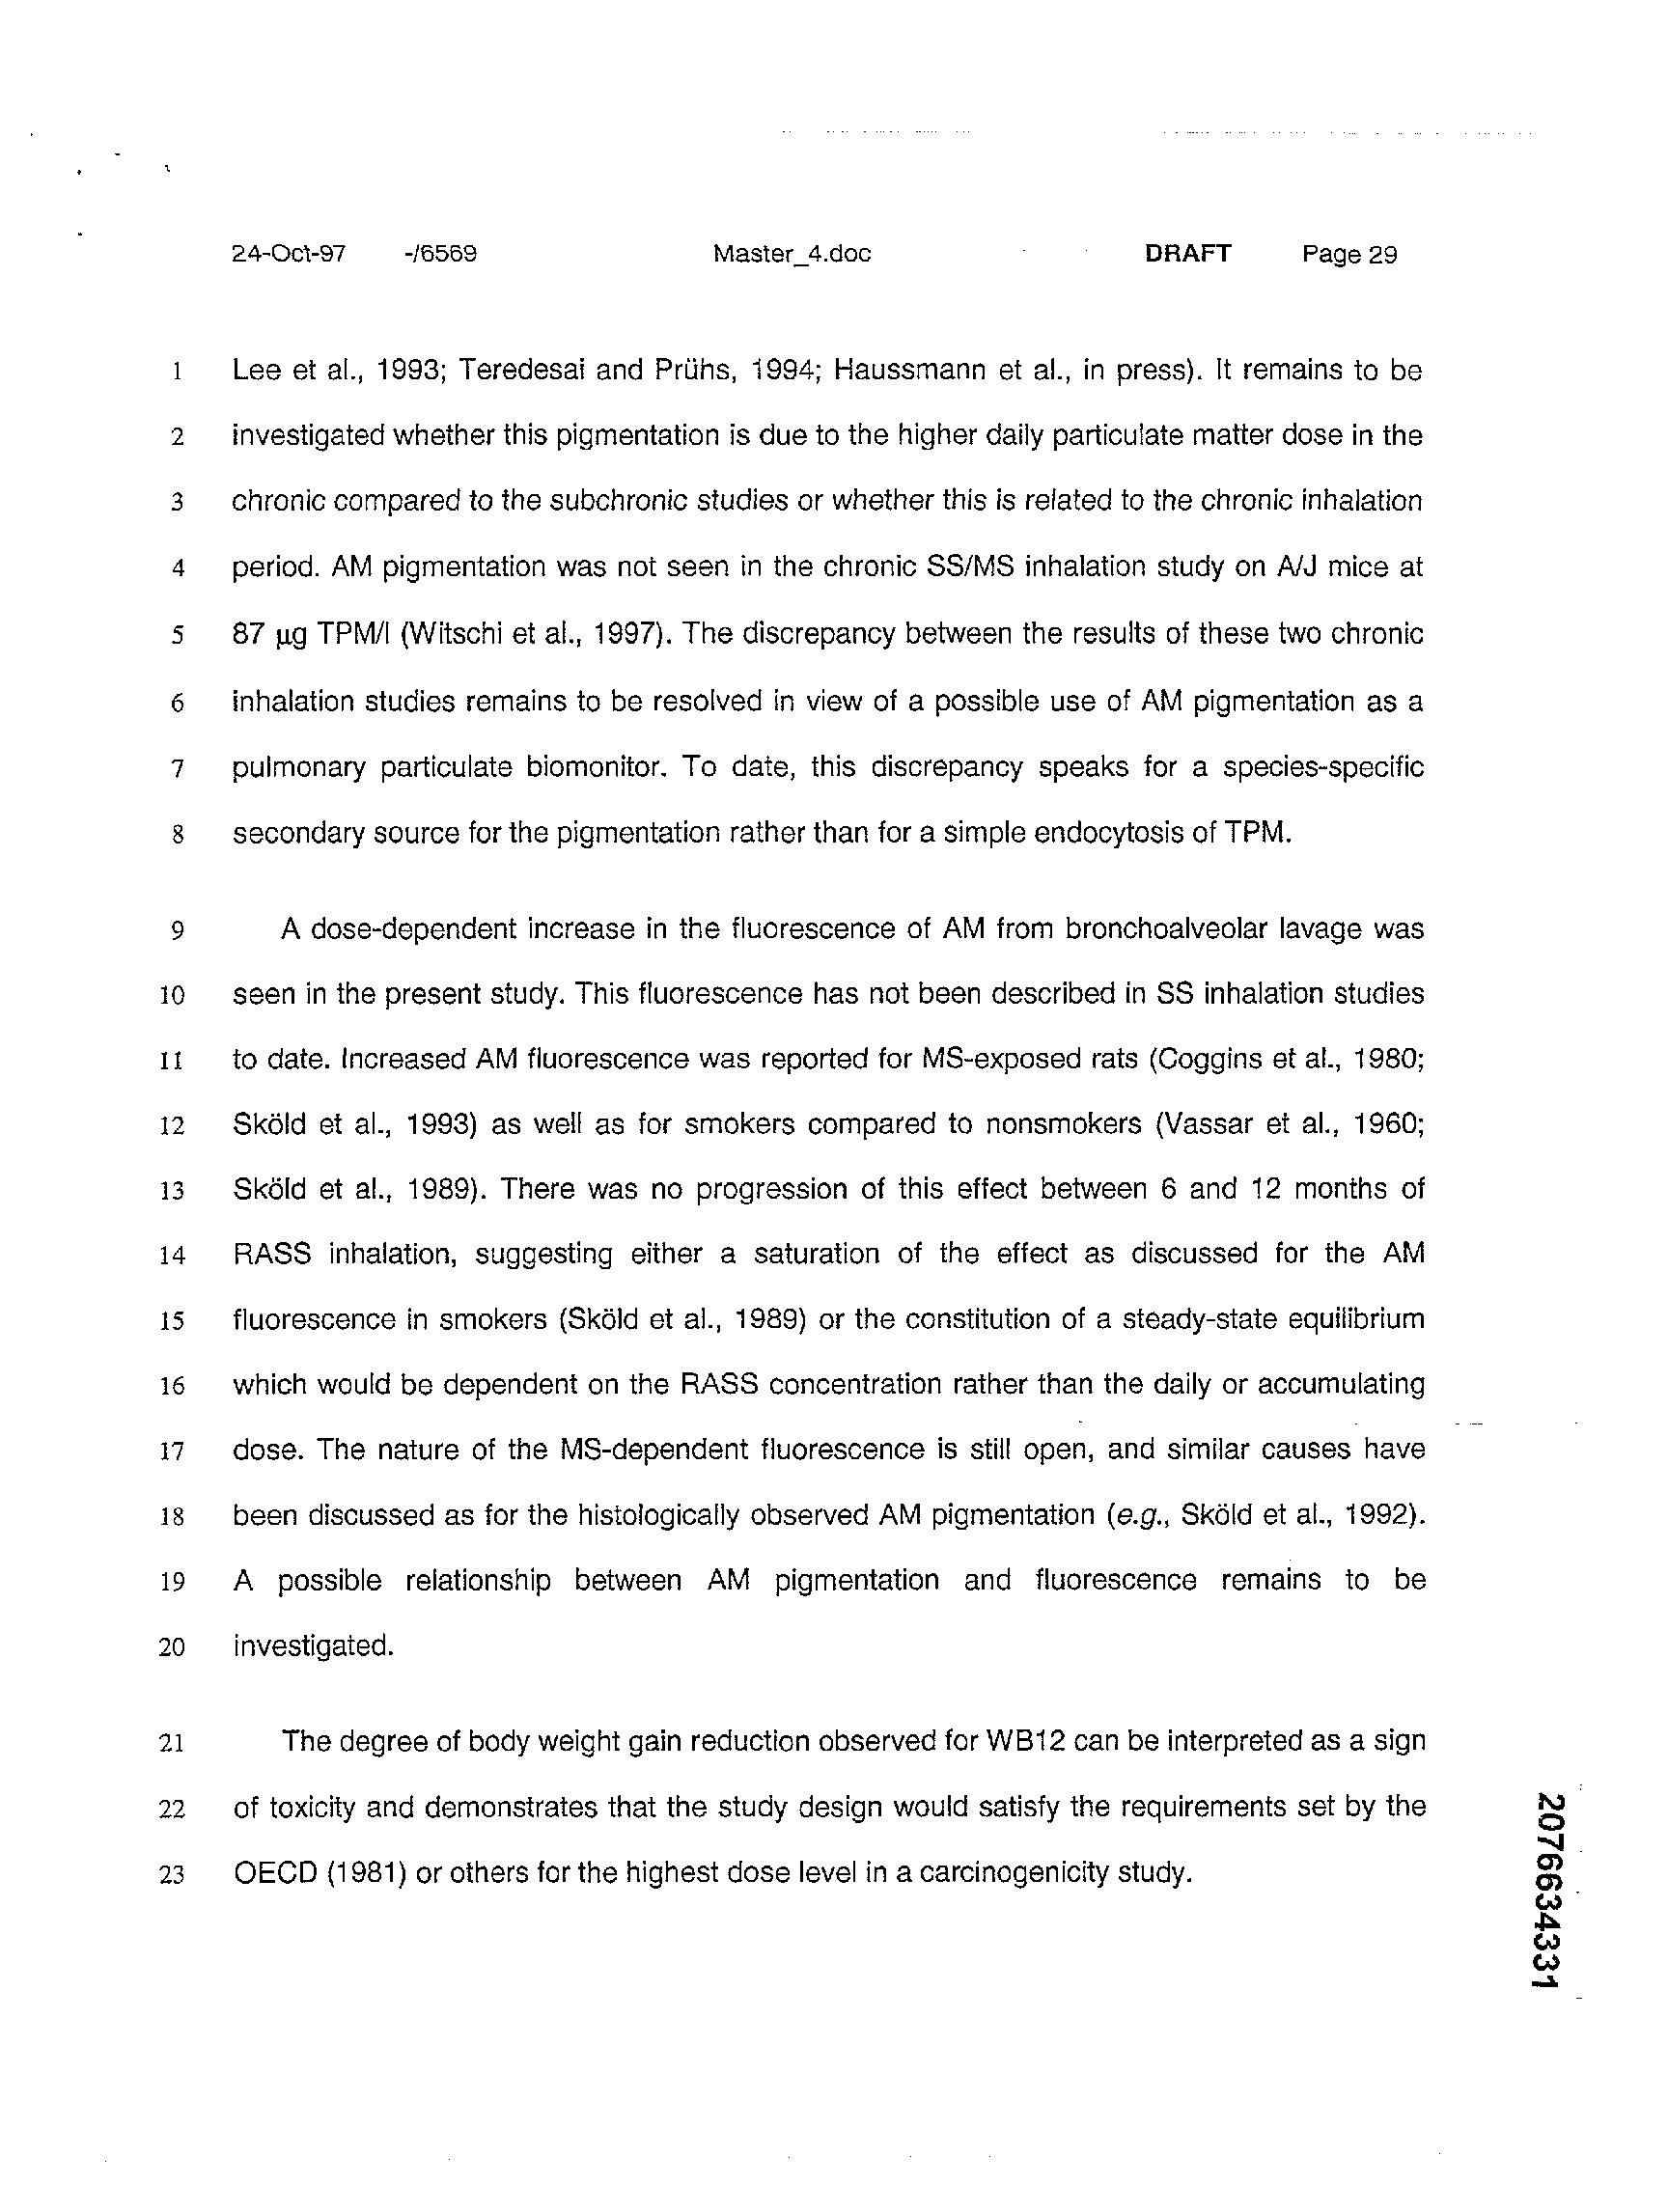 24-Oct-97 -/6569 Master_4.doc DRAFT Page 29
1 Lee et al., 1993; Teredesai and Prühs, 1994; Haussmann et al., in press). It remains to be
2 investigated whether this pigmentation is due to the higher daily particulate matter dose in the
3 chronic compared to the subchronic studies or whether this is related to the chronic inhalation
4 period. AM pigmentation was not seen in the chronic SS/MS inhalation study on A/J mice at
5 87 µg TPM/l (Witschi et al., 1997). The discrepancy between the results of these two chronic
6 inhalation studies remains to be resolved in view of a possible use of AM pigmentation as a
7 pulmonary particulate biomonitor. To date, this discrepancy speaks for a species-specific
8 secondary source for the pigmentation rather than for a simple endocytosis of TPM.
9 A dose-dependent increase in the fluorescence of AM from bronchoalveolar lavage was
10 seen in the present study. This fluorescence has not been described in SS inhalation studies
11 to date. Increased AM fluorescence was reported for MS-exposed rats (Coggins et al., 1980;
12 Sköld et al., 1993) as well as for smokers compared to nonsmokers (Vassar et al., 1960;
13 Sköld et al., 1989). There was no progression of this effect between 6 and 12 months of
14 RASS inhalation, suggesting either a saturation of the effect as discussed for the AM
15 fluorescence in smokers (Sköld et al., 1989) or the constitution of a steady-state equilibrium
16 which would be dependent on the RASS concentration rather than the daily or accumulating
17 dose. The nature of the MS-dependent fluorescence is still open, and similar causes have
18 been discussed as for the histologically observed AM pigmentation (e.g., Sköld et al., 1992).
19 A possible relationship between AM pigmentation and fluorescence remains to be
20 investigated.
21 The degree of body weight gain reduction observed for WB12 can be interpreted as a sign
22 of toxicity and demonstrates that the study design would satisfy the requirements set by the
23 OECD (1981) or others for the highest dose level in a carcinogenicity study.
2076634331